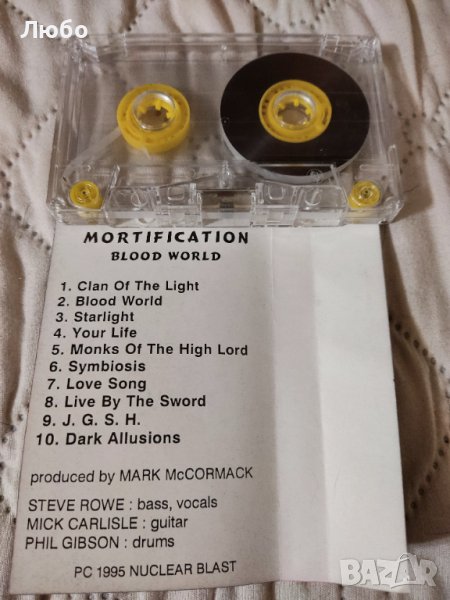 Любо
MORTIFICATION
BLOOD WORLD
1. Clan Of The Light
2. Blood World
3. Starlight
4. Your Life
5. Monks Of The High Lord
6. Symbiosis
7. Love Song
8. Live By The Sword
9. J. G. S. H.
10. Dark Allusions
produced by MARK McCORMACK
STEVE ROWE : bass, vocals
MICK CARLISLE : guitar
PHIL GIBSON : drums
PC 1995 NUCLEAR BLAST
BAZAR